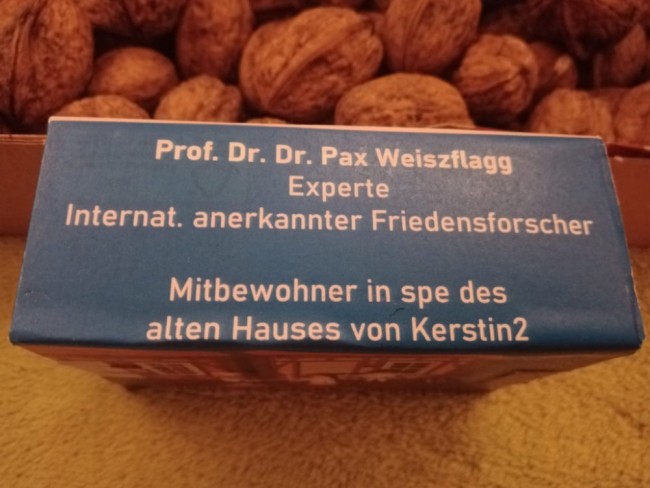 Prof. Dr. Dr. Pax Weiszflagg
Experte
Internat. anerkannter Friedensforscher
Mitbewohner in spe des
alten Hauses von Kerstin2